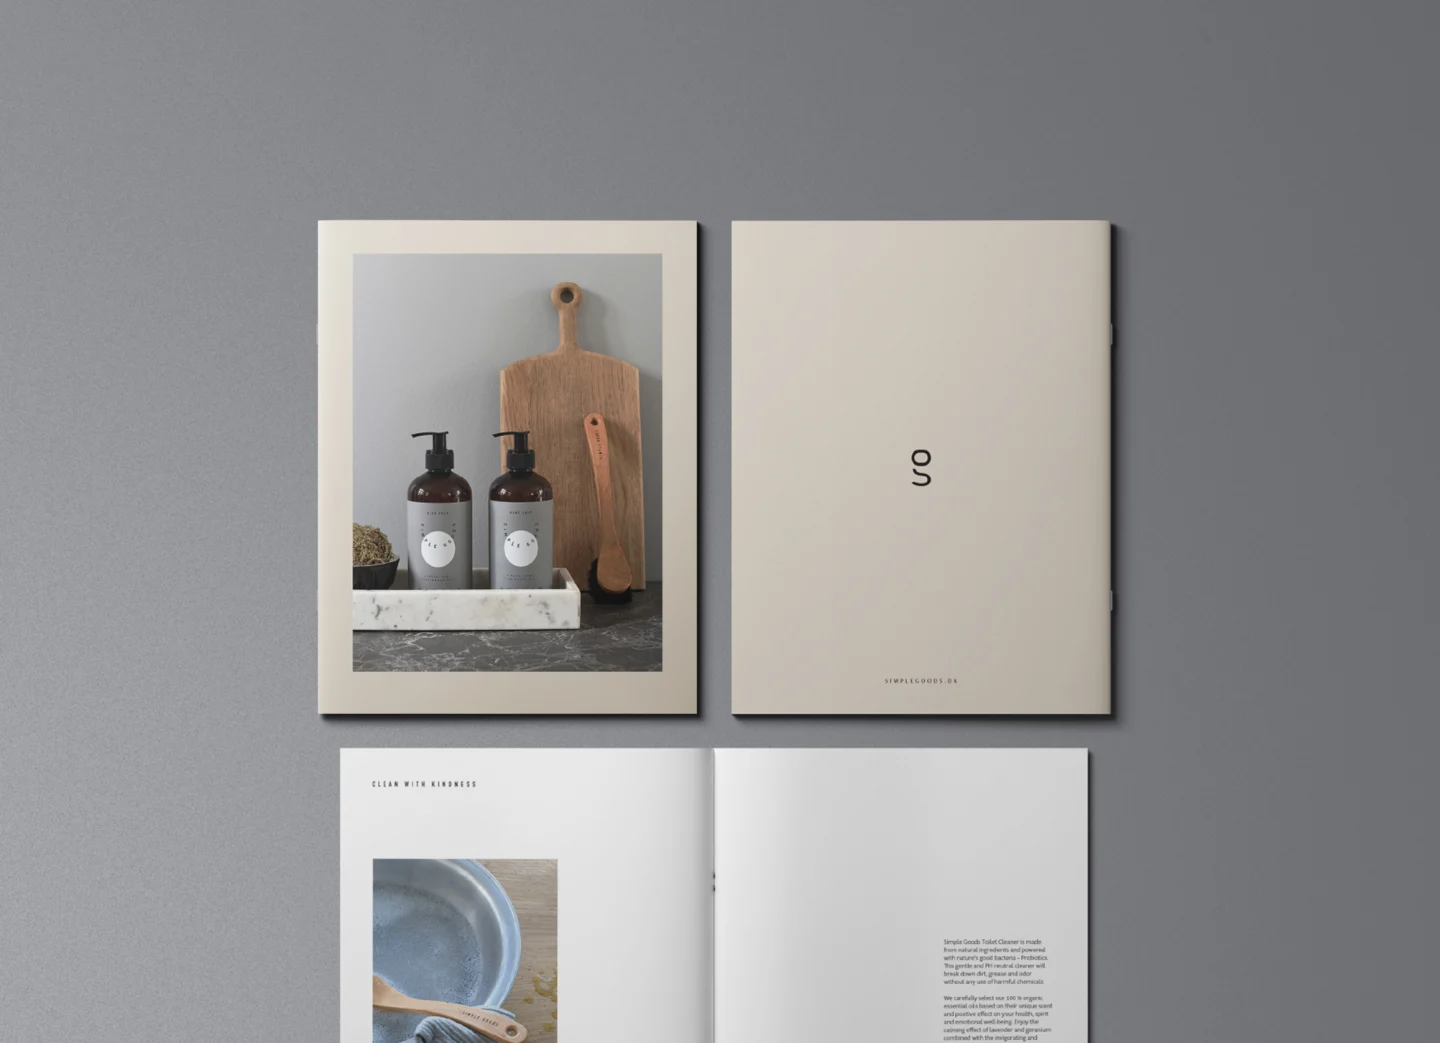 SIMPLE GOODS
SIMPLEGOODS.DK
CLEAN WITH KINDNESS
SIMPLE GOODS
Simple Goods Toilet Cleaner is made
from natural ingredients and powered
with nature's good bacteria - Probiotics.
This gentle and PH neutral cleaner will
break down dirt, grease and odor
without any use of harmful chemicals
We carefully select our 100 % organic
essential oils based on their unique scent
and positive effect on your health, spirit
and emotional well-being. Enjoy the
calming effect of lavender and geranium
combined with the invigorating and